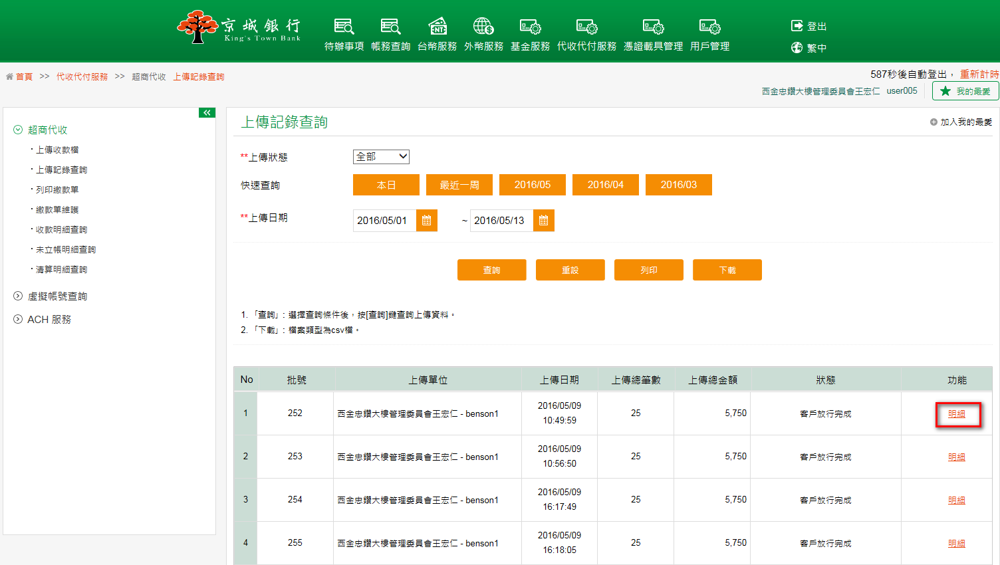 京城銀行
King's Town Bank
待辦事項 帳務查詢 台幣服務 外幣服務 基金服務 代收代付服務 憑證載具管理 用戶管理
NT
登出
繁中
首頁 >> 代收代付服務 >> 超商代收 上傳記錄查詢
587秒後自動登出， 重新計時
西金忠鑽大樓管理委員會王宏仁 user005 我的最愛
超商代收
‧上傳收款檔
‧上傳記錄查詢
‧列印繳款單
‧繳款單維護
‧收款明細查詢
‧未立帳明細查詢
‧清算明細查詢
虛擬帳號查詢
ACH 服務
上傳記錄查詢
加入我的最愛
**上傳狀態 全部
快速查詢 本日 最近一周 2016/05 2016/04 2016/03
**上傳日期 2016/05/01 ~ 2016/05/13
查詢 重設 列印 下載
1. 「查詢」: 選擇查詢條件後，按[查詢]鍵查詢上傳資料。
2. 「下載」: 檔案類型為csv檔。
No 批號 上傳單位 上傳日期 上傳總筆數 上傳總金額 狀態 功能
1 252 西金忠鑽大樓管理委員會王宏仁 - benson1 2016/05/09 10:49:59 25 5,750 客戶放行完成 明細
2 253 西金忠鑽大樓管理委員會王宏仁 - benson1 2016/05/09 10:56:50 25 5,750 客戶放行完成 明細
3 254 西金忠鑽大樓管理委員會王宏仁 - benson1 2016/05/09 16:17:49 25 5,750 客戶放行完成 明細
4 255 西金忠鑽大樓管理委員會王宏仁 - benson1 2016/05/09 16:18:05 25 5,750 客戶放行完成 明細